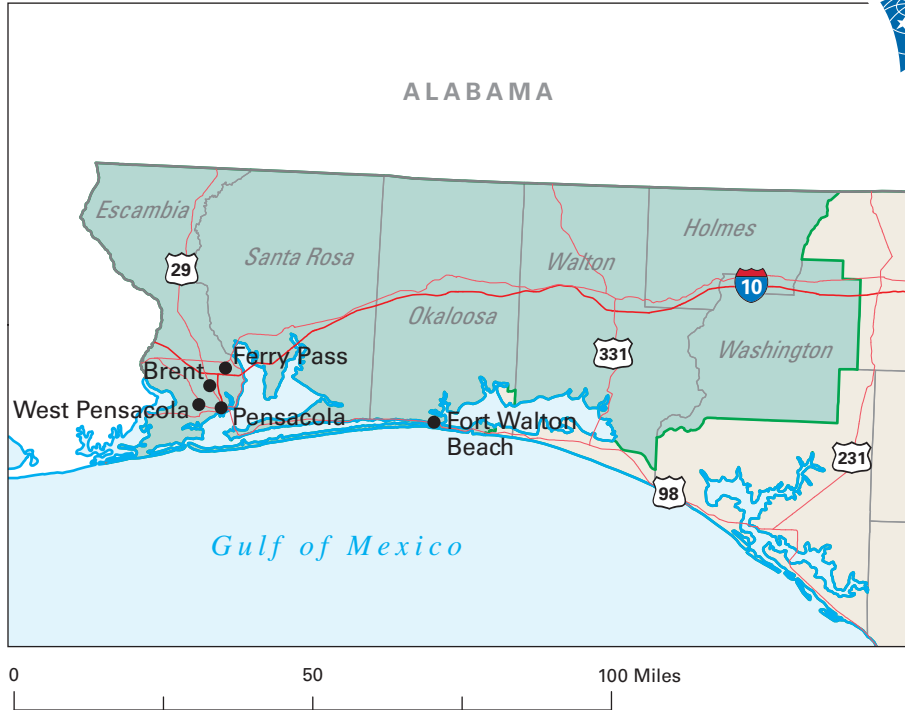 ALABAMA
Escambia
Holmes
Santa Rosa
Walton
29
10
Okaloosa
331
Washington
Ferry Pass
Brent
West Pensacola
Pensacola
Fort Walton
Beach
231
98
Gulf of Mexico
0 50 100 Miles